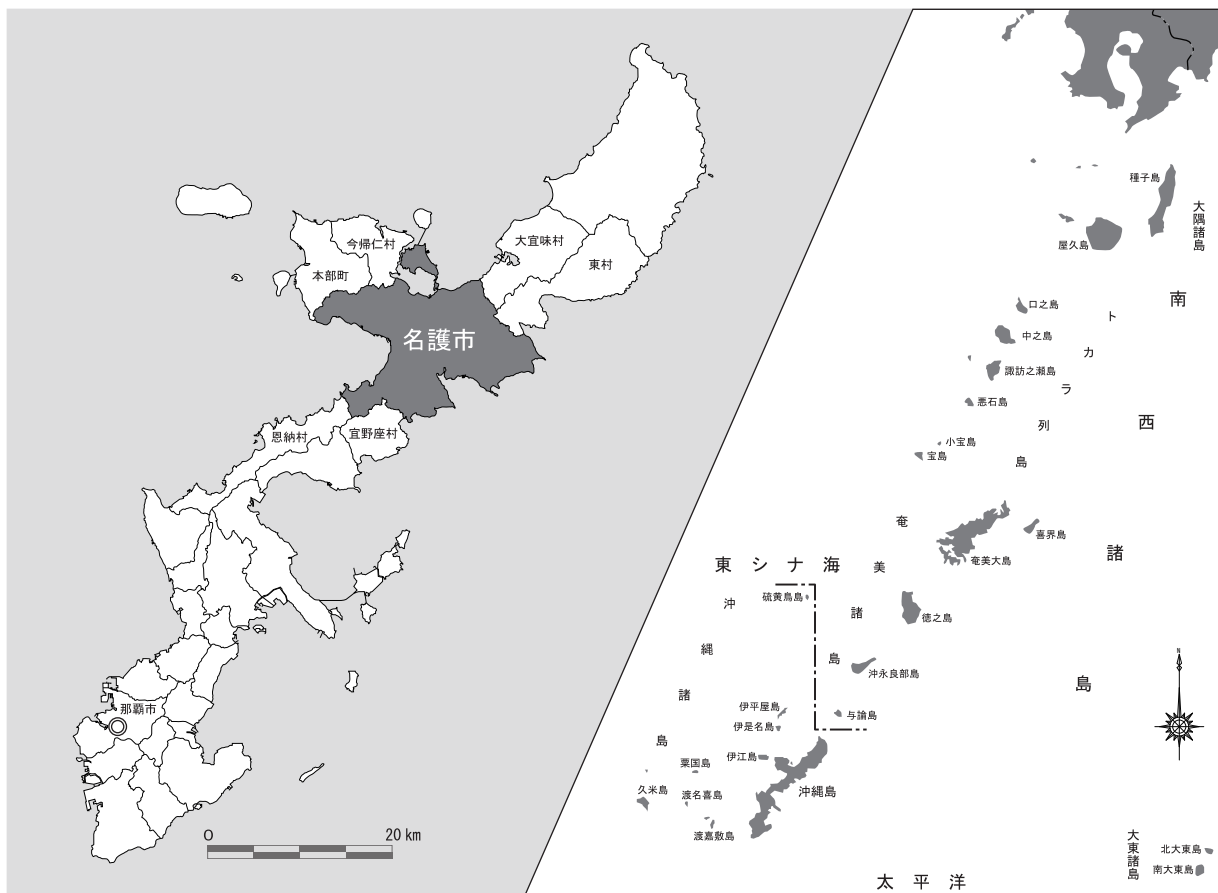 今帰仁村
本部町
大宜味村
東村
名護市
恩納村
宜野座村
那覇市
0 20 km
種子島
大隅諸島
屋久島
南西諸島
口之島
トカラ列島
中之島
諏訪之瀬島
悪石島
小宝島
宝島
奄美諸島
喜界島
奄美大島
東シナ海
硫黄鳥島
徳之島
沖縄諸島
沖永良部島
伊平屋島
与論島
伊是名島
伊江島
粟国島
沖縄島
久米島
渡名喜島
渡嘉敷島
N
大東諸島
北大東島
南大東島
太平洋